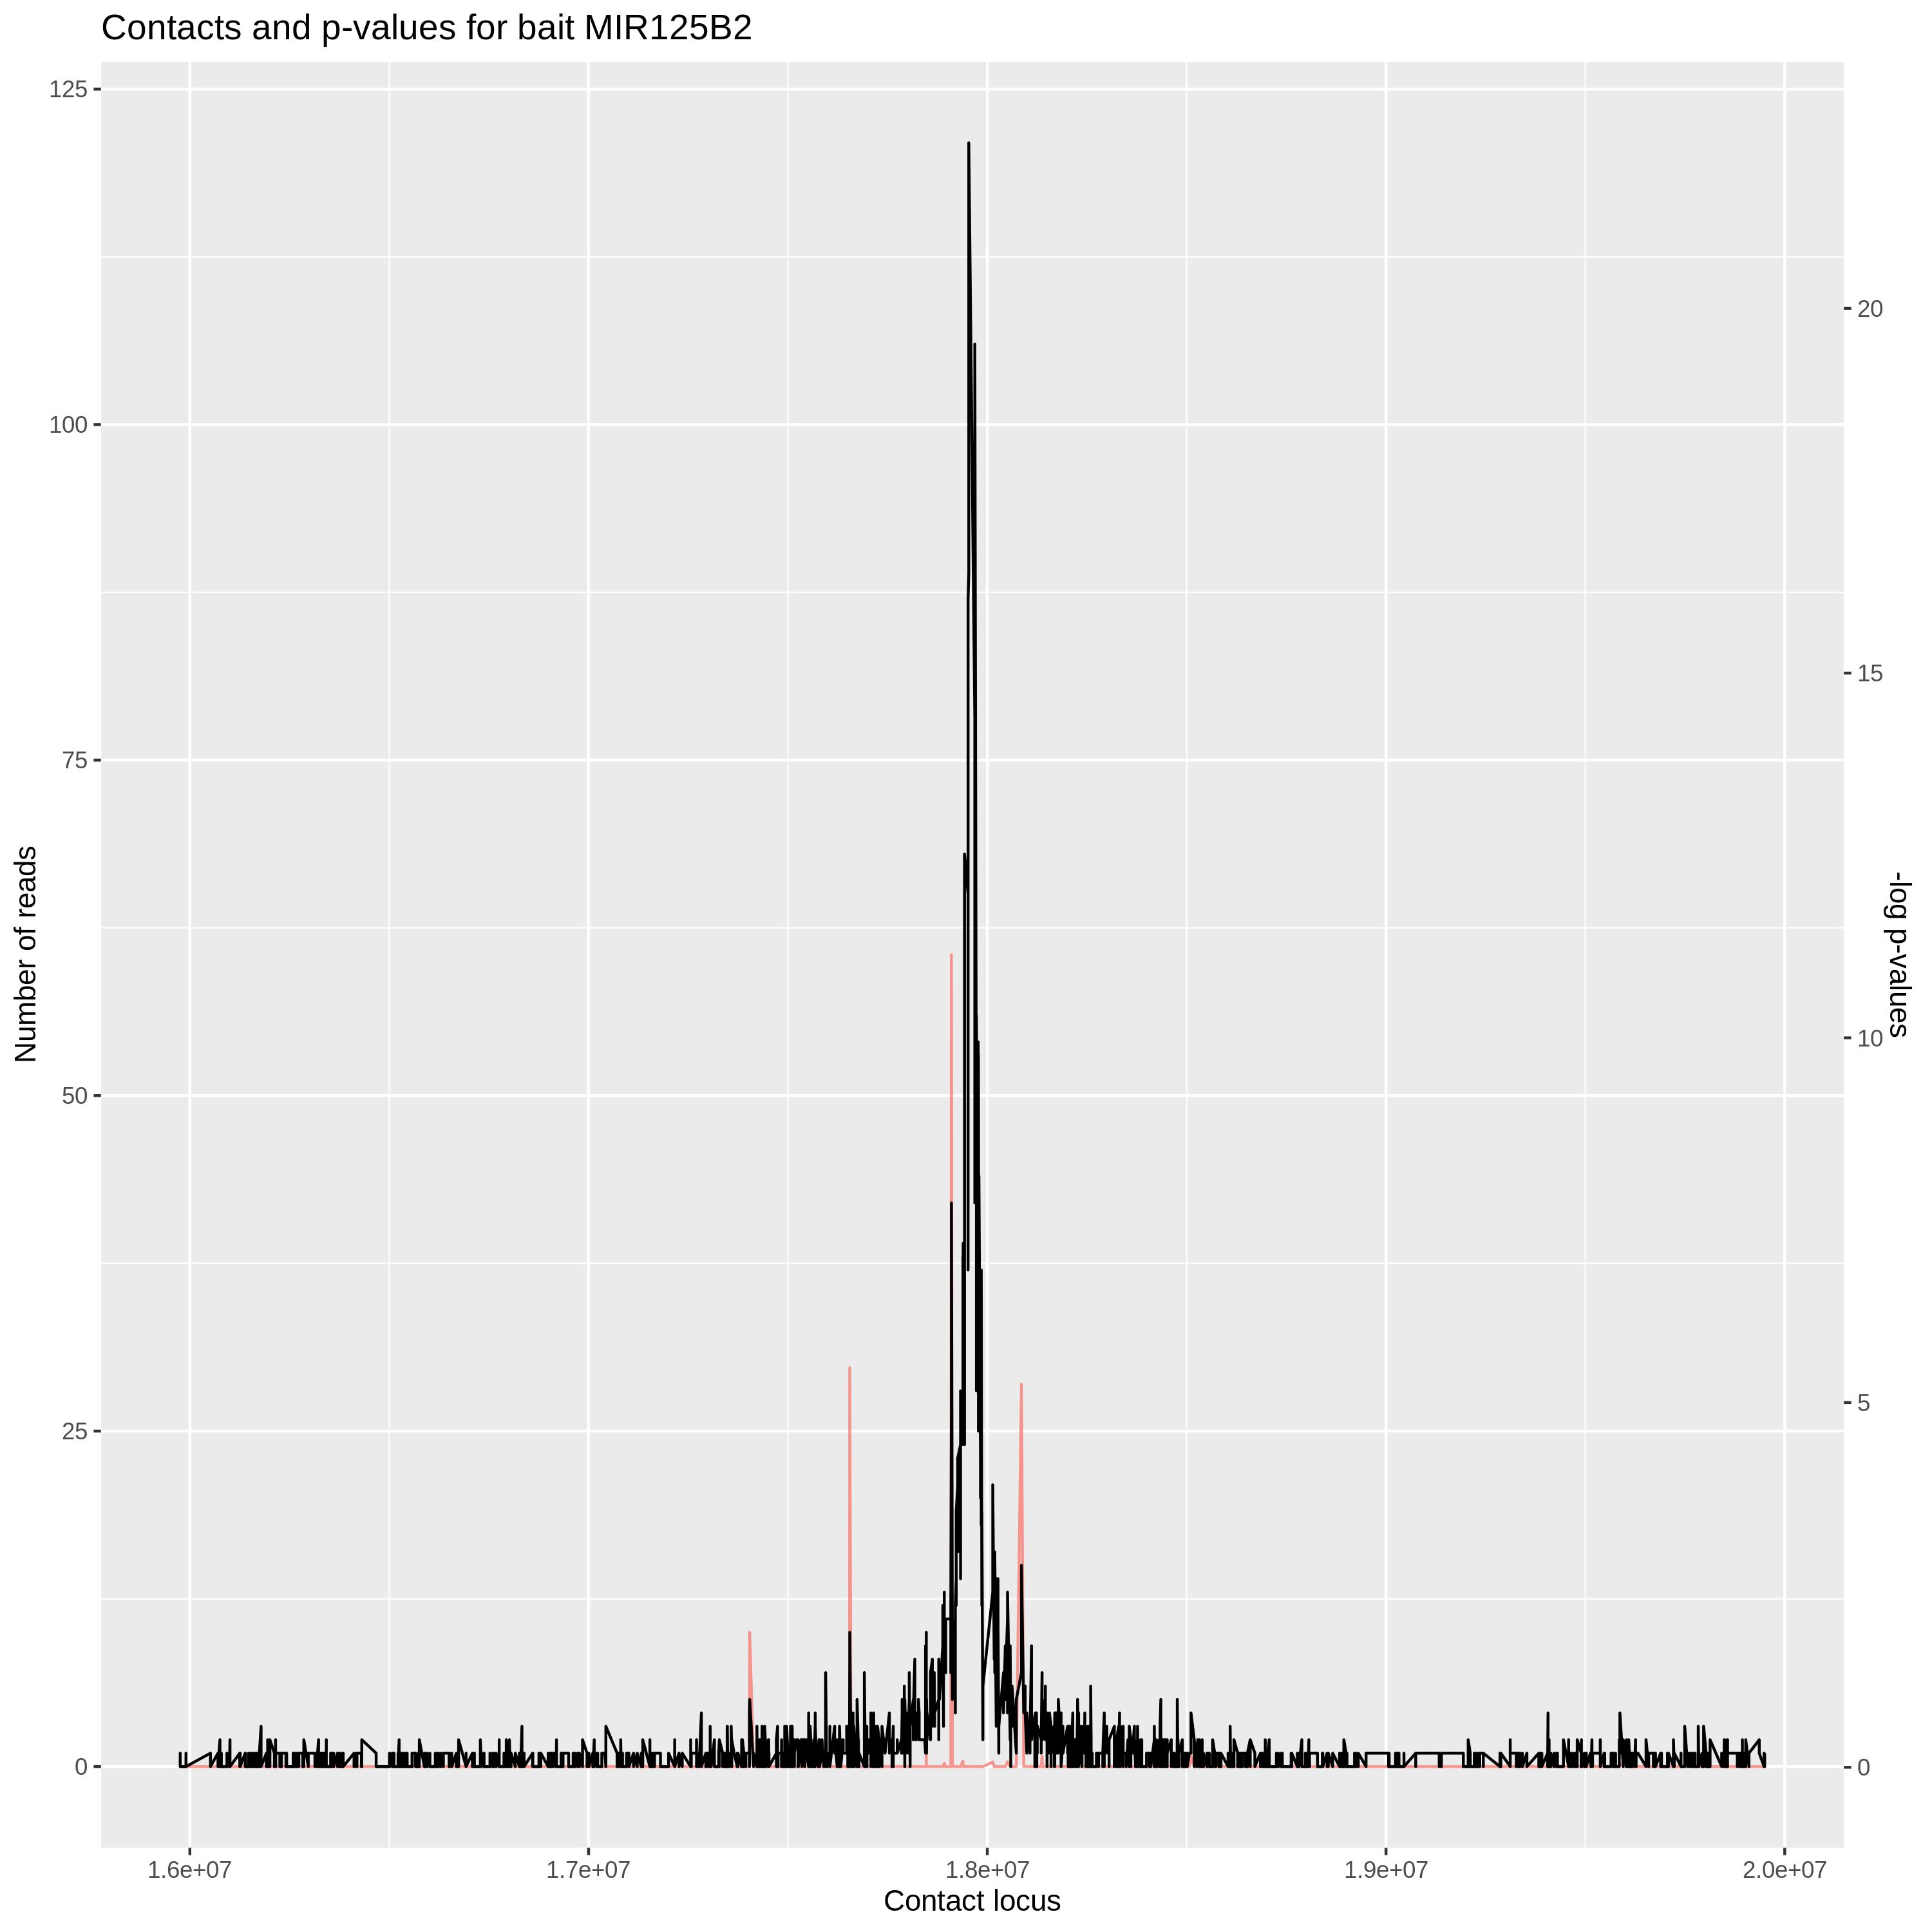 Contacts and p-values for bait MIR125B2
125
100
75
50
25
0
Number of reads
20
15
10
5
0
-log p-values
1.6e+07 1.7e+07 1.8e+07 1.9e+07 2.0e+07
Contact locus